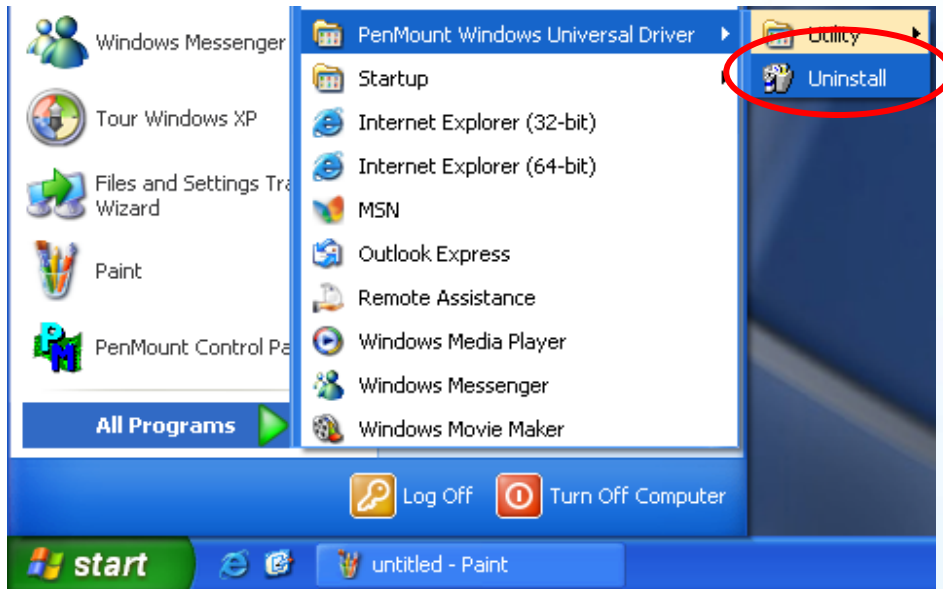 Windows Messenger
Tour Windows XP
Files and Settings Tra
Wizard
Paint
PenMount Control Pa
All Programs
PenMount Windows Universal Driver
Startup
Internet Explorer (32-bit)
Internet Explorer (64-bit)
MSN
Outlook Express
Remote Assistance
Windows Media Player
Windows Messenger
Windows Movie Maker
Utility
Uninstall
Log Off
Turn Off Computer
start
untitled - Paint